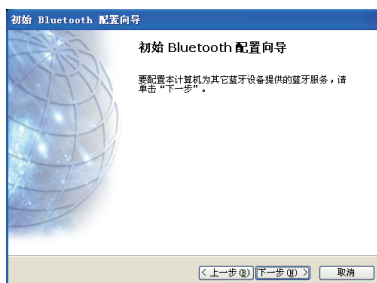 初始 Bluetooth 配置向导
初始 Bluetooth 配置向导
要配置本计算机为其它蓝牙设备提供的蓝牙服务，请
单击“下一步”。
< 上一步(B) 下一步(N) > 取消